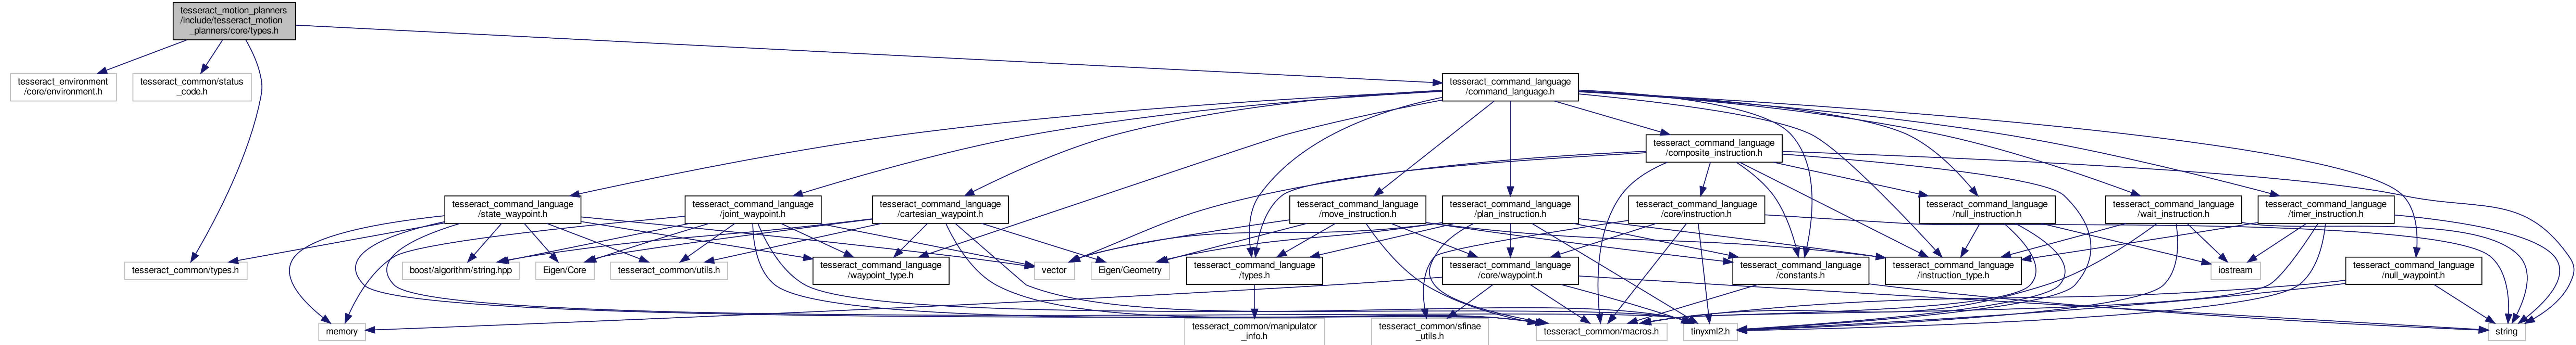 tesseract_motion_planners
/include/tesseract_motion
_planners/core/types.h
tesseract_environment
/core/environment.h
tesseract_common/status
_code.h
tesseract_command_language
/command_language.h
tesseract_command_language
/composite_instruction.h
tesseract_command_language
/state_waypoint.h
tesseract_command_language
/joint_waypoint.h
tesseract_command_language
/cartesian_waypoint.h
tesseract_command_language
/move_instruction.h
tesseract_command_language
/plan_instruction.h
tesseract_command_language
/core/instruction.h
tesseract_command_language
/null_instruction.h
tesseract_command_language
/wait_instruction.h
tesseract_command_language
/timer_instruction.h
tesseract_common/types.h
boost/algorithm/string.hpp
Eigen/Core
tesseract_common/utils.h
tesseract_command_language
/waypoint_type.h
vector
Eigen/Geometry
tesseract_command_language
/types.h
tesseract_command_language
/core/waypoint.h
tesseract_command_language
/constants.h
tesseract_command_language
/instruction_type.h
iostream
tesseract_command_language
/null_waypoint.h
memory
tesseract_common/manipulator
_info.h
tesseract_common/sfinae
_utils.h
tesseract_common/macros.h
tinyxml2.h
string